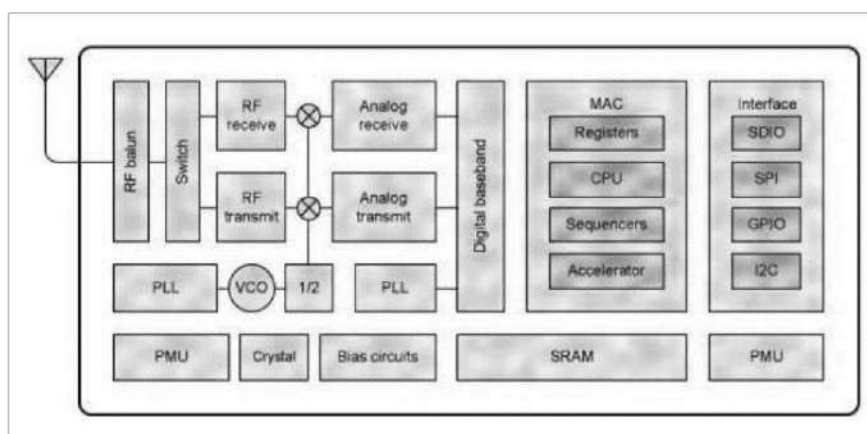 RF balun
Switch
RF
receive
Analog
receive
RF
transmit
Analog
transmit
Digital baseband
PLL
VCO
1/2
PLL
PMU
Crystal
Bias circuits
MAC
Registers
CPU
Sequencers
Accelerator
SRAM
Interface
SDIO
SPI
GPIO
I2C
PMU